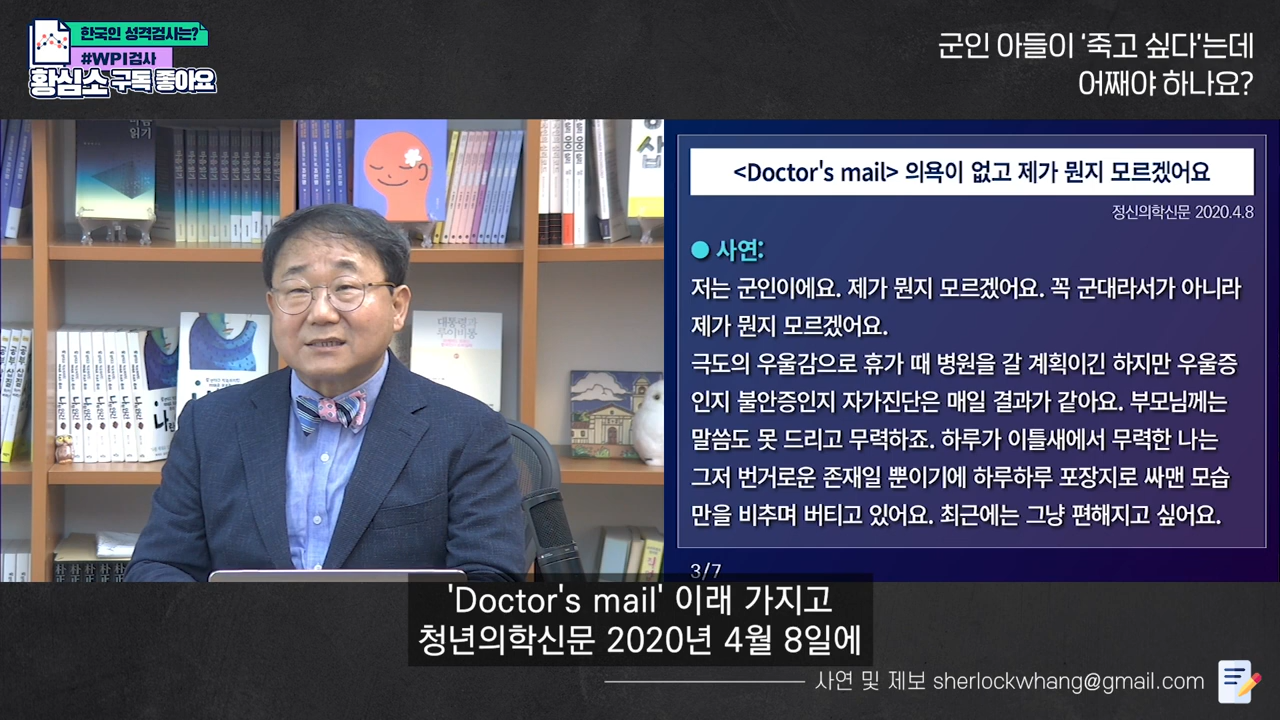 한국인 성격검사는?
#WPI검사
황심소 구독 좋아요
군인 아들이 '죽고 싶다'는데
어째야 하나요?
읽기
대통령과
루이비통
<Doctor's mail> 의욕이 없고 제가 뭔지 모르겠어요
정신의학신문 2020.4.8
● 사연:
저는 군인이에요. 제가 뭔지 모르겠어요. 꼭 군대라서가 아니라
제가 뭔지 모르겠어요.
극도의 우울감으로 휴가 때 병원을 갈 계획이긴 하지만 우울증
인지 불안증인지 자가진단은 매일 결과가 같아요. 부모님께는
말씀도 못 드리고 무력하죠. 하루가 이틀새에서 무력한 나는
그저 번거로운 존재일 뿐이기에 하루하루 포장지로 싸맨 모습
만을 비추며 버티고 있어요. 최근에는 그냥 편해지고 싶어요.
3/7
'Doctor's mail' 이래 가지고
청년의학신문 2020년 4월 8일에
사연 및 제보 sherlockwhang@gmail.com